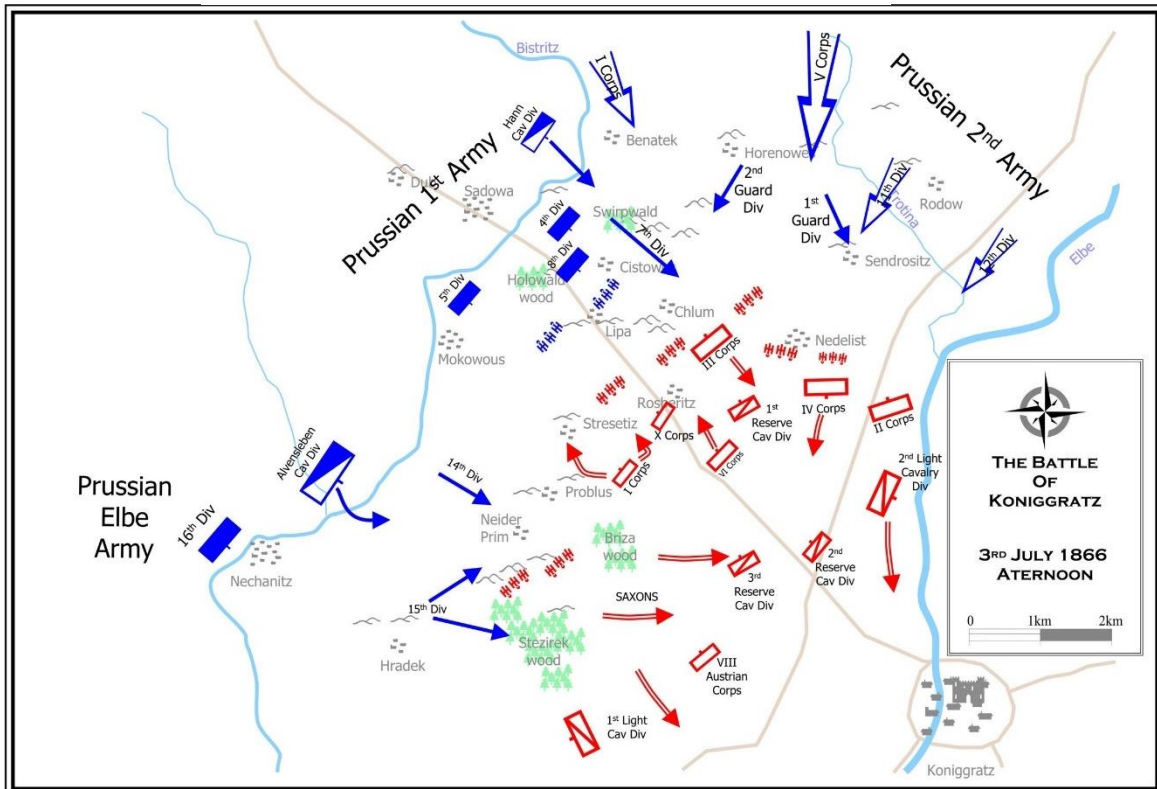 Bistritz
I Corps
V Corps
Prussian 2nd Army
Hann
Cav Div
Benatek
Horenowe
Prussian 1st Army
Dub
Sadowa
2nd
Guard
Div
11th Div
Trotina
Rodow
1st
Guard
Div
Elbe
4th Div
Swirpwald
7th Div
8th Div
Cistow
Sendrositz
12th Div
Holowald
wood
5th Div
Chlum
Lipa
Mokowous
III Corps
Nedelist
Rosberitz
1st
Reserve
Cav Div
IV Corps
II Corps
Stresetiz
X Corps
VI Corps
I Corps
2nd Light
Cavalry
Div
Alvensleben
Cav Div
14th Div
Problus
Prussian
Elbe
Army
16th Div
Neider
Prim
Briza
wood
Nechanitz
3rd
Reserve
Cav Div
2nd
Reserve
Cav Div
15th Div
SAXONS
Hradek
Stezirek
wood
VIII
Austrian
Corps
1st Light
Cav Div
Koniggratz
THE BATTLE
OF
KONIGGRATZ
3RD JULY 1866
ATERNOON
0 1km 2km